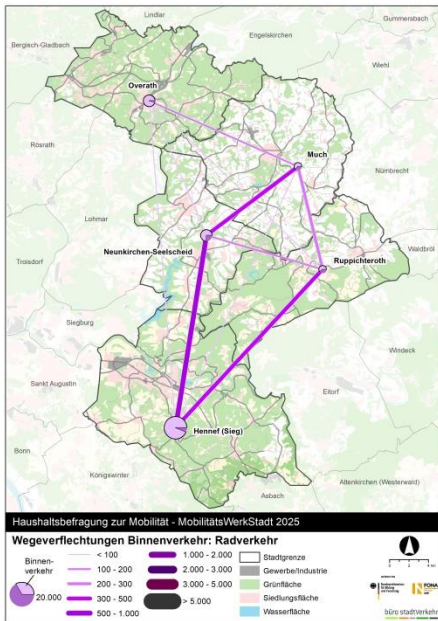 Lindlar
Gummersbach
Engelskirchen
Bergisch-Gladbach
Wiehl
Overath
Rösrath
Much
Nümbrecht
Lohmar
Neunkirchen-Seelscheid
Waldbröl
Troisdorf
Ruppichteroth
Siegburg
Windeck
Sankt Augustin
Eitorf
Hennef (Sieg)
Bonn
Königswinter
Altenkirchen (Westerwald)
Asbach
Haushaltsbefragung zur Mobilität - MobilitätsWerkStadt 2025
Wegeverflechtungen Binnenverkehr: Radverkehr
Binnen-
verkehr
20.000
< 100
100 - 200
200 - 300
300 - 500
500 - 1.000
1.000 - 2.000
2.000 - 3.000
3.000 - 5.000
> 5.000
Stadtgrenze
Gewerbe/Industrie
Grünfläche
Siedlungsfläche
Wasserfläche
FONA
büro stadtVerkehr